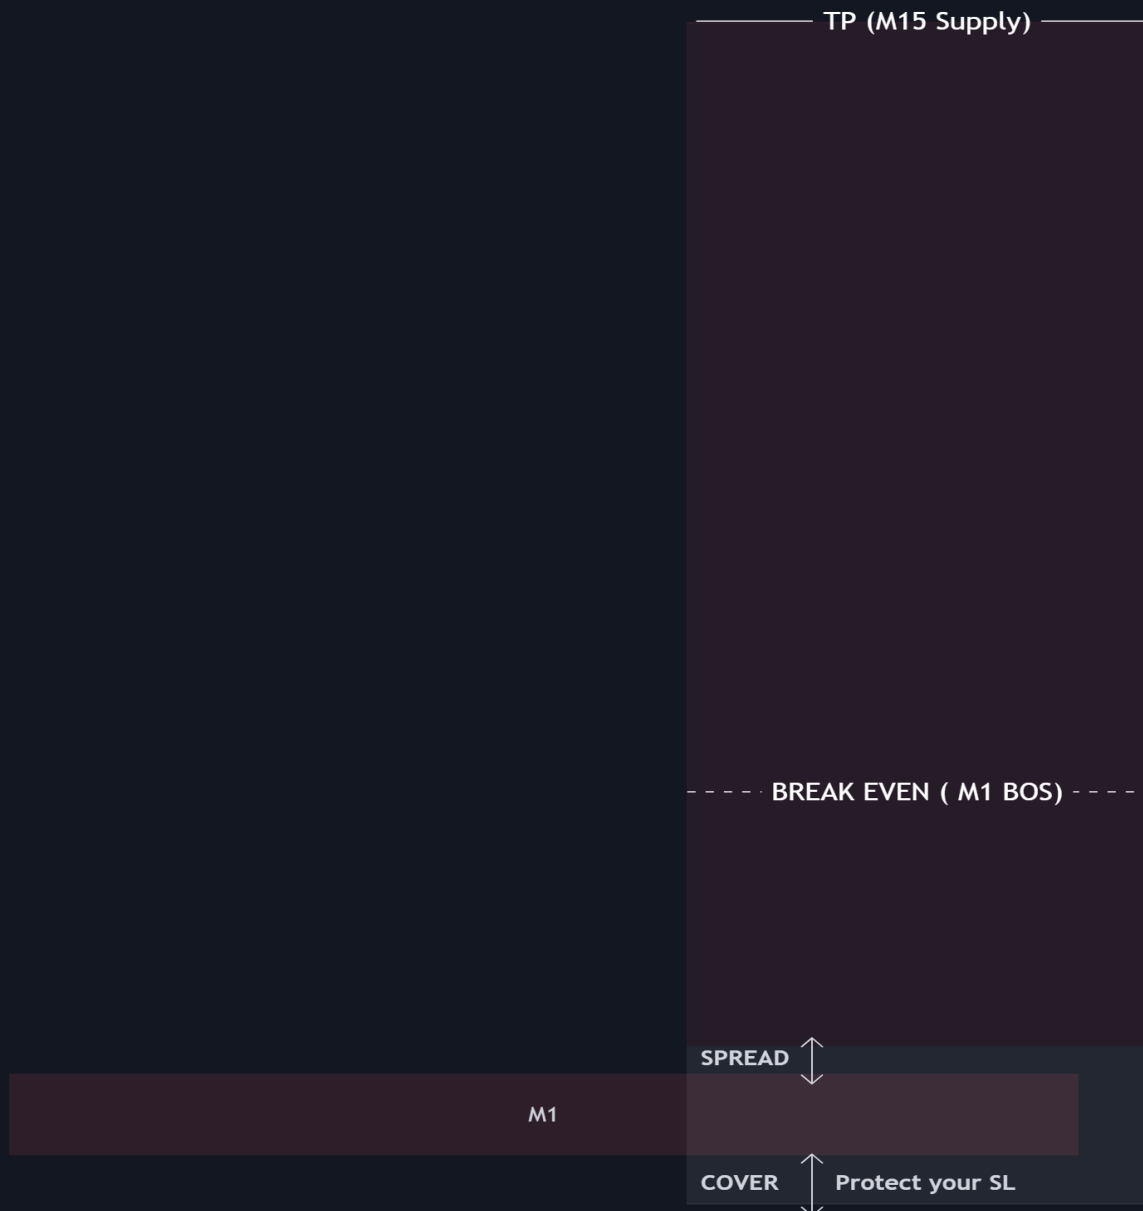 TP (M15 Supply)
BREAK EVEN ( M1 BOS)
SPREAD
M1
COVER Protect your SL